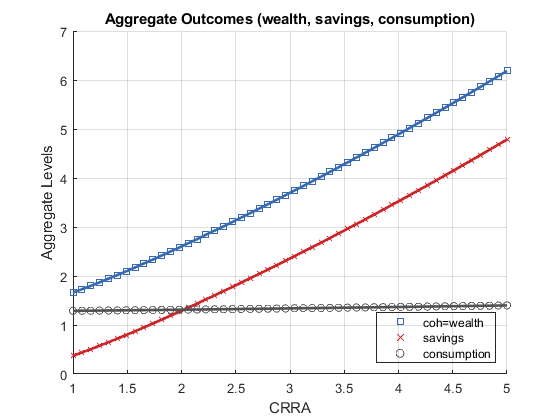 Aggregate Outcomes (wealth, savings, consumption)
7
6
5
4
3
2
1
0
Aggregate Levels
1 1.5 2 2.5 3 3.5 4 4.5 5
CRRA
coh=wealth
savings
consumption